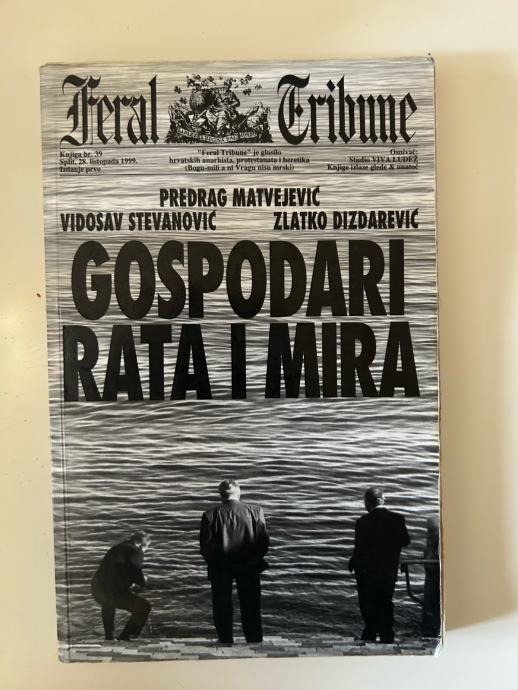 Feral Tribune
Knjiga br. 39
Split, 28. listopada 1999.
Izdanje prvo
"Feral Tribune" je glasilo
hrvatskih anarhista, protestanata i heretika
(Bogu-mili a ni Vragu nisu mrski)
Osnivač:
Studio VIVA LUDEŽ
Knjige izlaze glede & unatoč
PREDRAG MATVEJEVIĆ
VIDOSAV STEVANOVIĆ ZLATKO DIZDAREVIĆ
GOSPODARI
RATA I MIRA